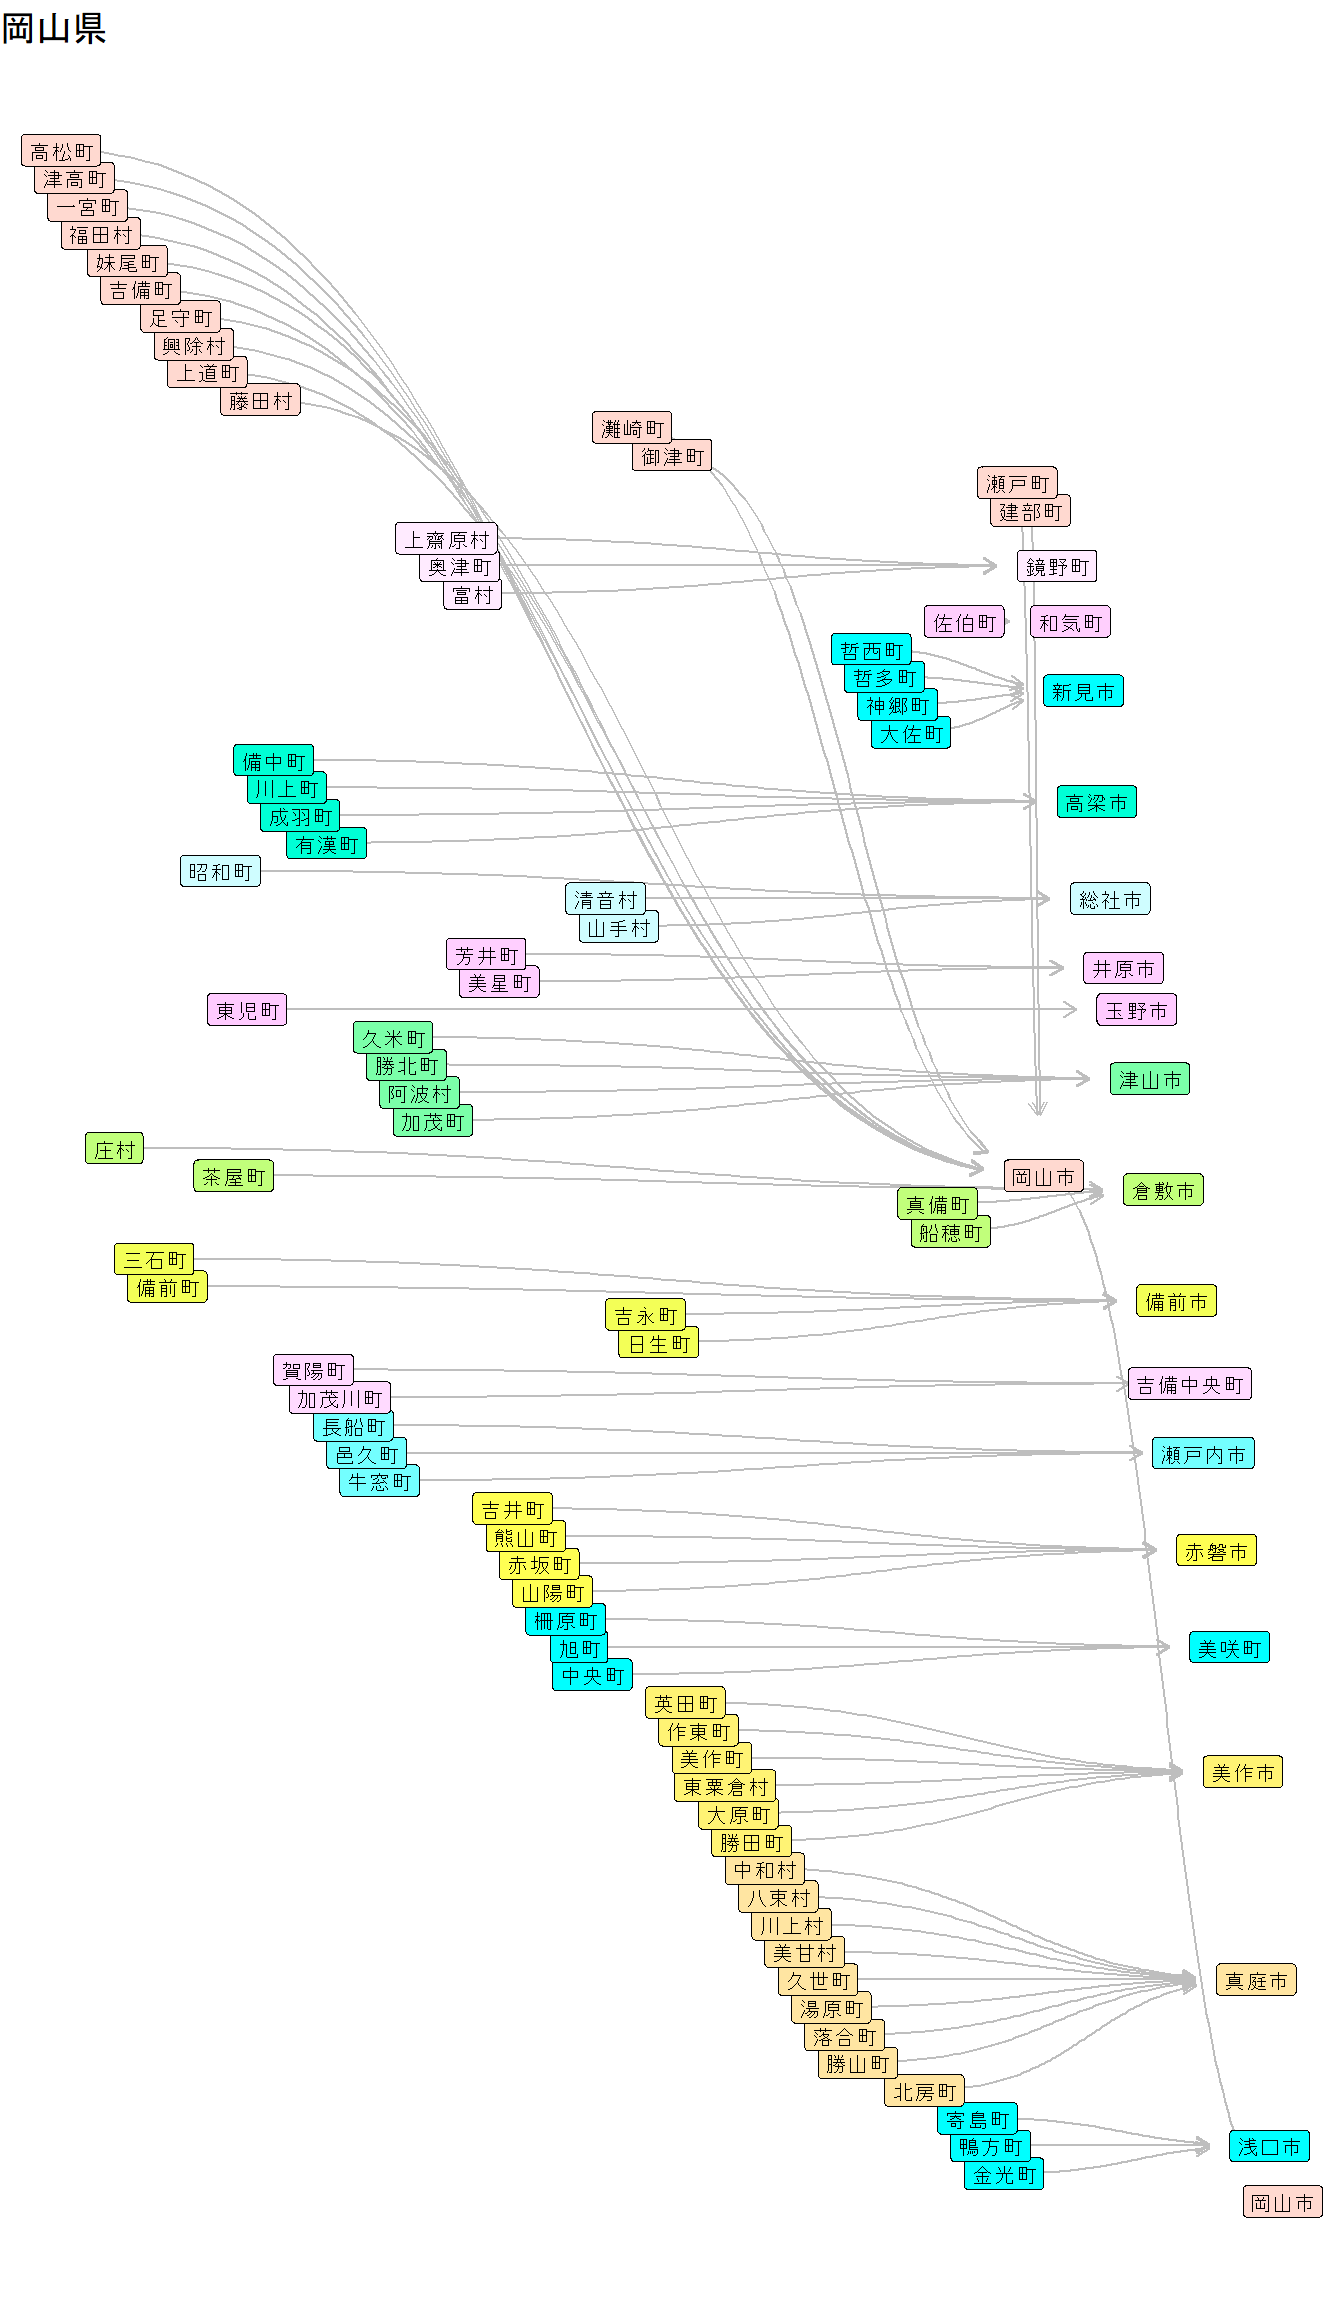 岡山県
高松町
津高町
一宮町
福田村
妹尾町
吉備町
足守町
興除村
上道町
藤田村
灘崎町
御津町
瀬戸町
建部町
上齋原村
奥津町
富村
鏡野町
佐伯町
和気町
哲西町
哲多町
神郷町
大佐町
新見市
備中町
川上町
成羽町
有漢町
高梁市
昭和町
清音村
山手村
総社市
芳井町
美星町
井原市
東児町
玉野市
久米町
勝北町
阿波村
加茂町
津山市
庄村
茶屋町
岡山市
真備町
船穂町
倉敷市
三石町
備前町
吉永町
日生町
備前市
賀陽町
加茂川町
吉備中央町
長船町
邑久町
牛窓町
瀬戸内市
吉井町
熊山町
赤坂町
山陽町
赤磐市
柵原町
旭町
中央町
美咲町
英田町
作東町
美作町
東粟倉村
大原町
勝田町
美作市
中和村
八束村
川上村
美甘村
久世町
湯原町
落合町
勝山町
北房町
真庭市
寄島町
鴨方町
金光町
浅口市
岡山市